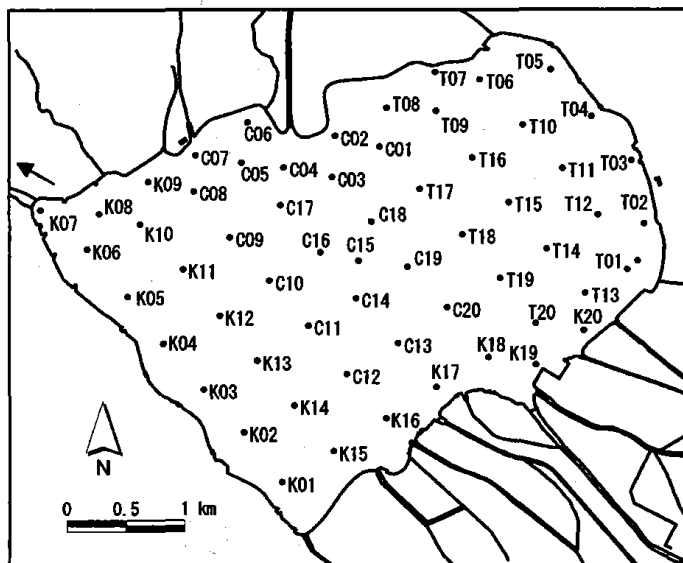 T05
T07
T06
T08
T09
T04
C06
C02
T10
C01
C07
C05
C04
T16
T11
T03
K09
C08
C03
T17
K07
K08
C17
T15
T12
T02
K10
C18
C09
T18
K06
C16
C15
T14
K11
C19
T01
C10
T19
K05
C14
T13
K12
C20
C11
T20
K20
K04
C13
K18
K19
K13
C12
K17
K03
K14
K16
K02
K15
N
K01
0 0.5 1 km